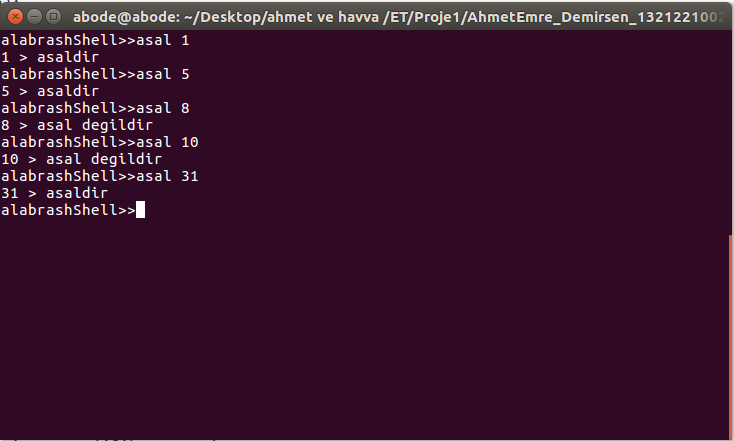 abode@abode: ~/Desktop/ahmet ve havva /ET/Proje1/AhmetEmre_Demirsen_1321221002
alabrashShell>>asal 1
1 > asaldir
alabrashShell>>asal 5
5 > asaldir
alabrashShell>>asal 8
8 > asal degildir
alabrashShell>>asal 10
10 > asal degildir
alabrashShell>>asal 31
31 > asaldir
alabrashShell>>